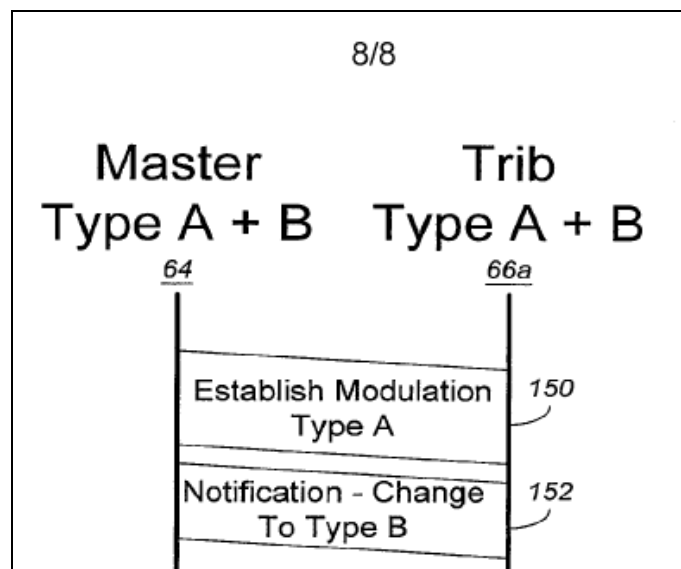 8/8
Master Trib
Type A + B Type A + B
64 66a
Establish Modulation 150
Type A
Notification - Change 152
To Type B